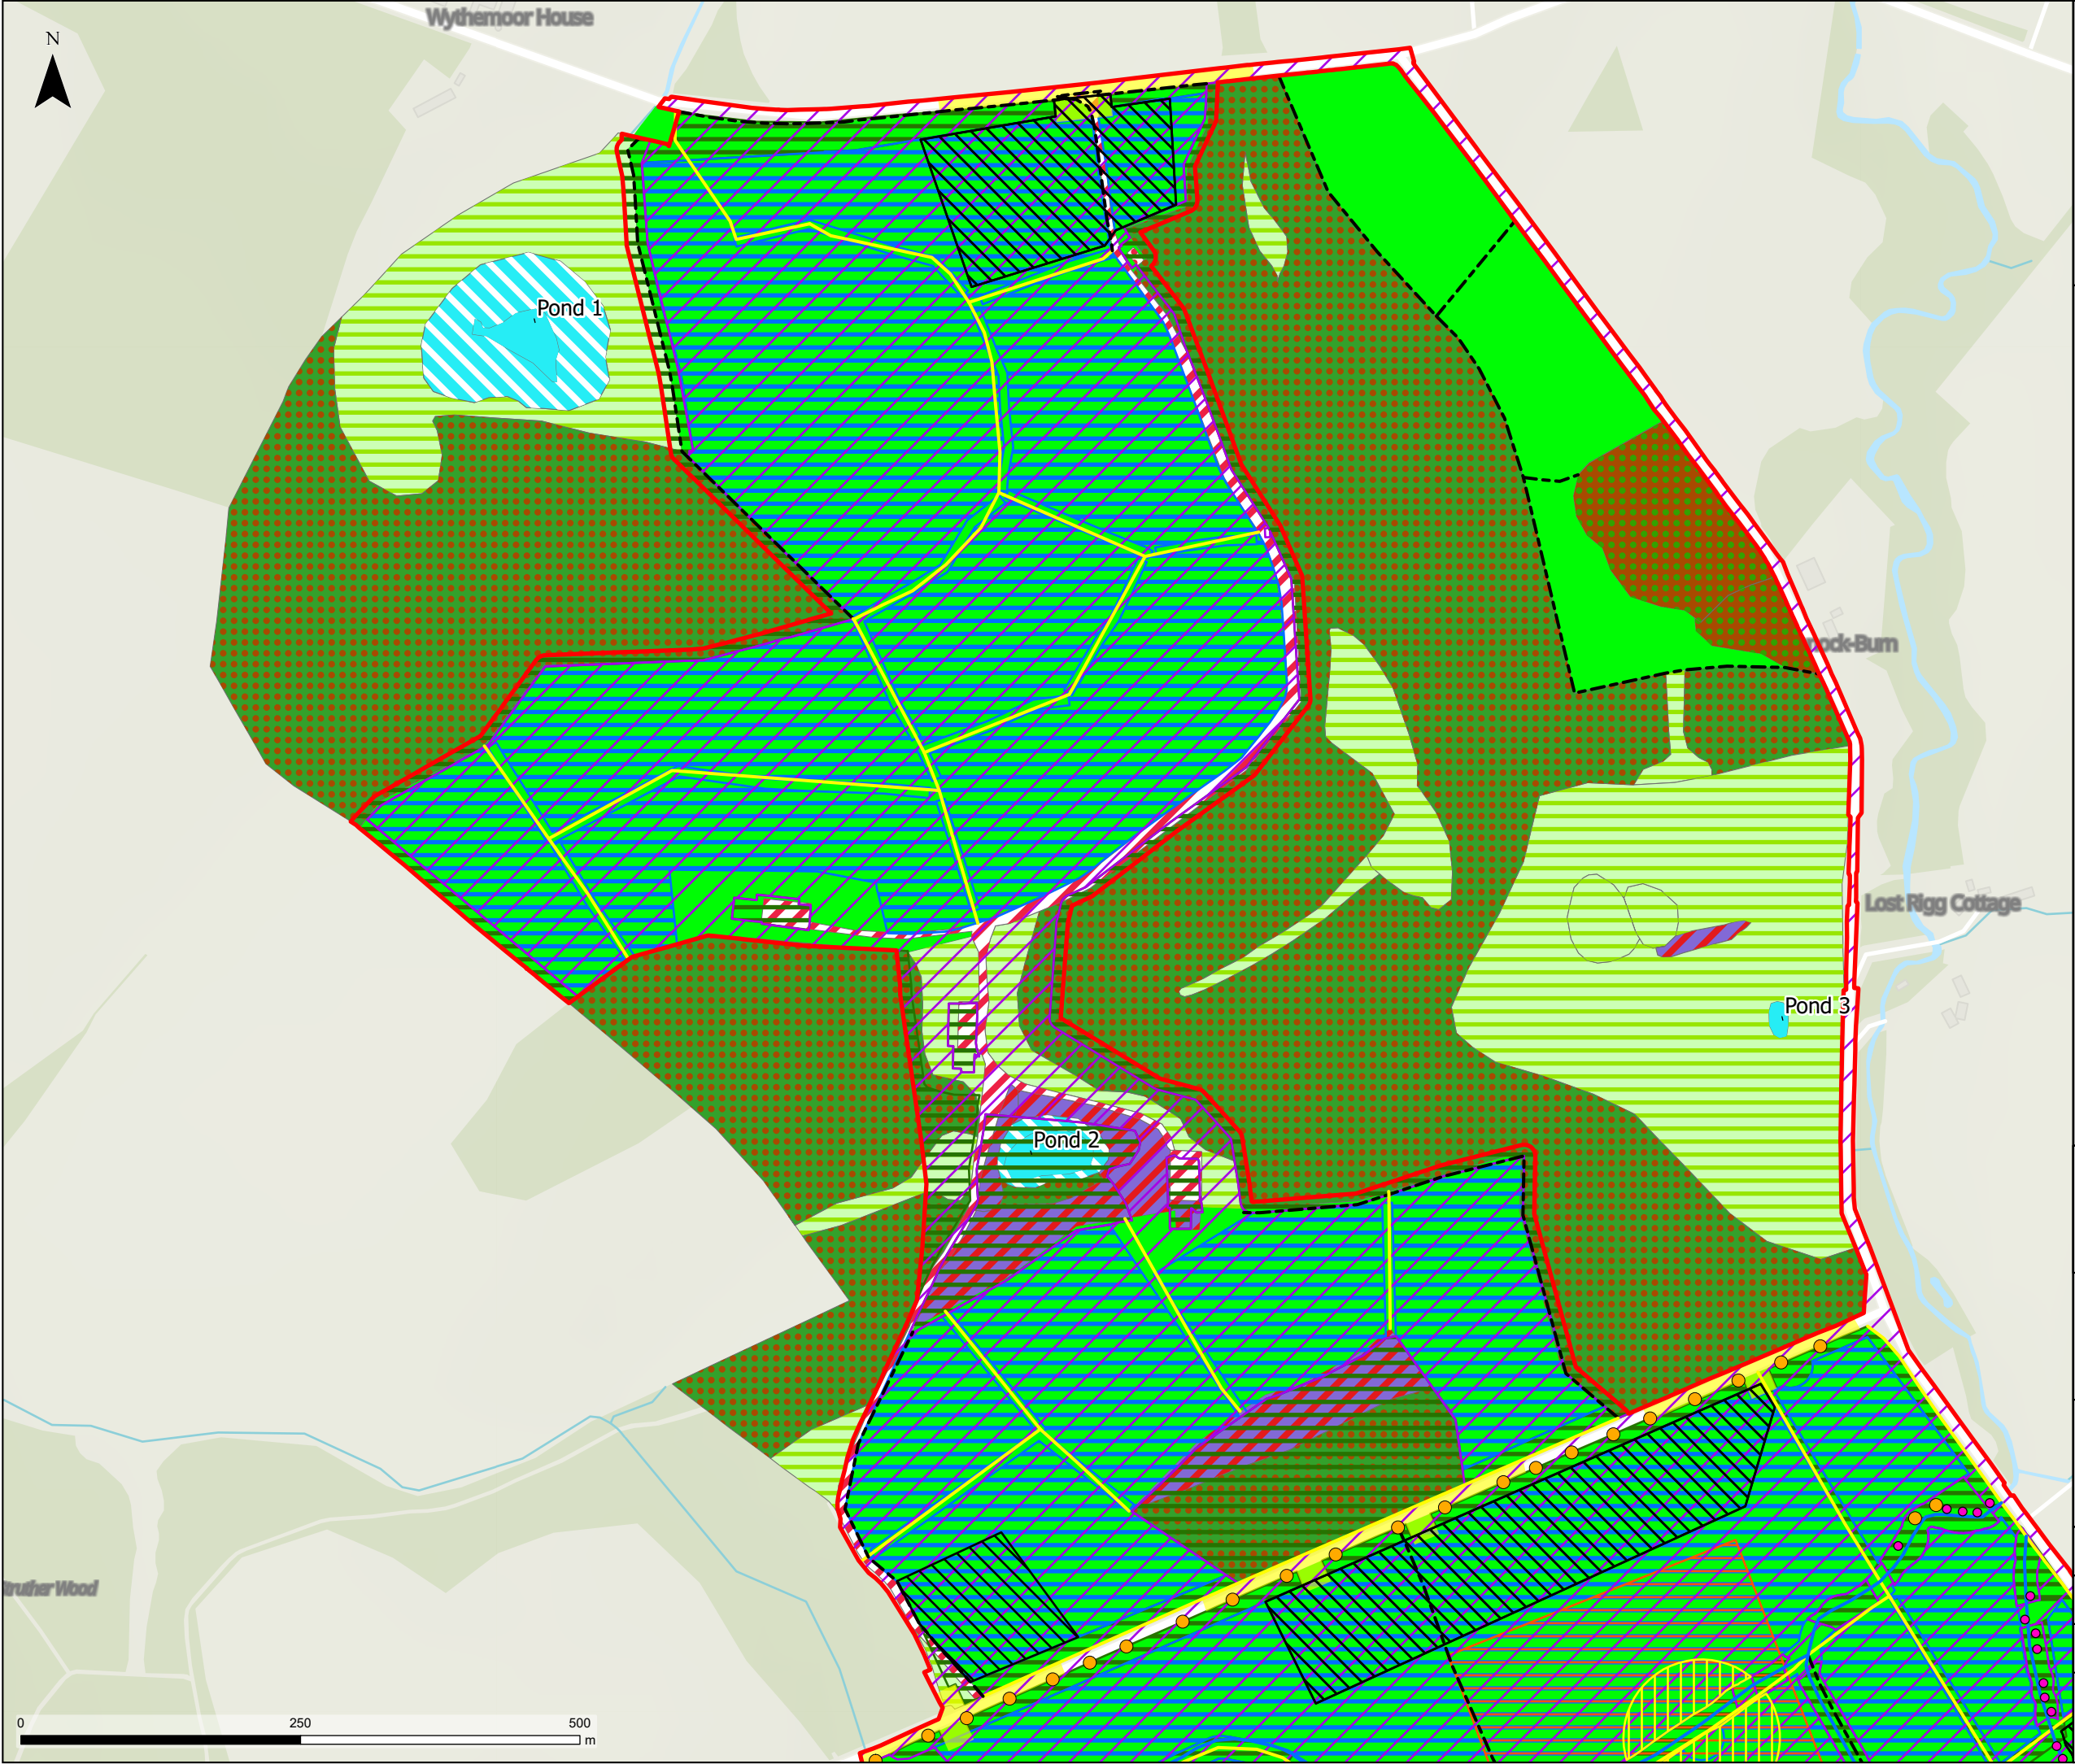 Wythemoor House
N
Pond 1
ock-Burn
Lost Rigg Cottage
Pond 3
Pond 2
Struther Wood
0 250 500
m